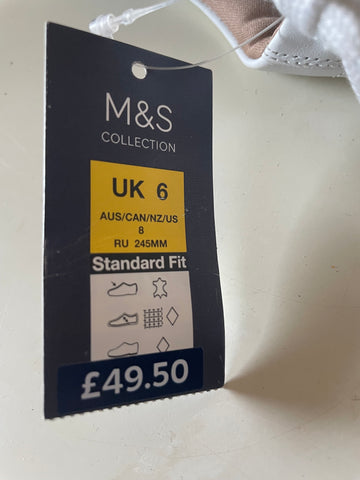 M&S
COLLECTION
UK 6
AUS/CAN/NZ/US
8
RU 245MM
Standard Fit
£49.50